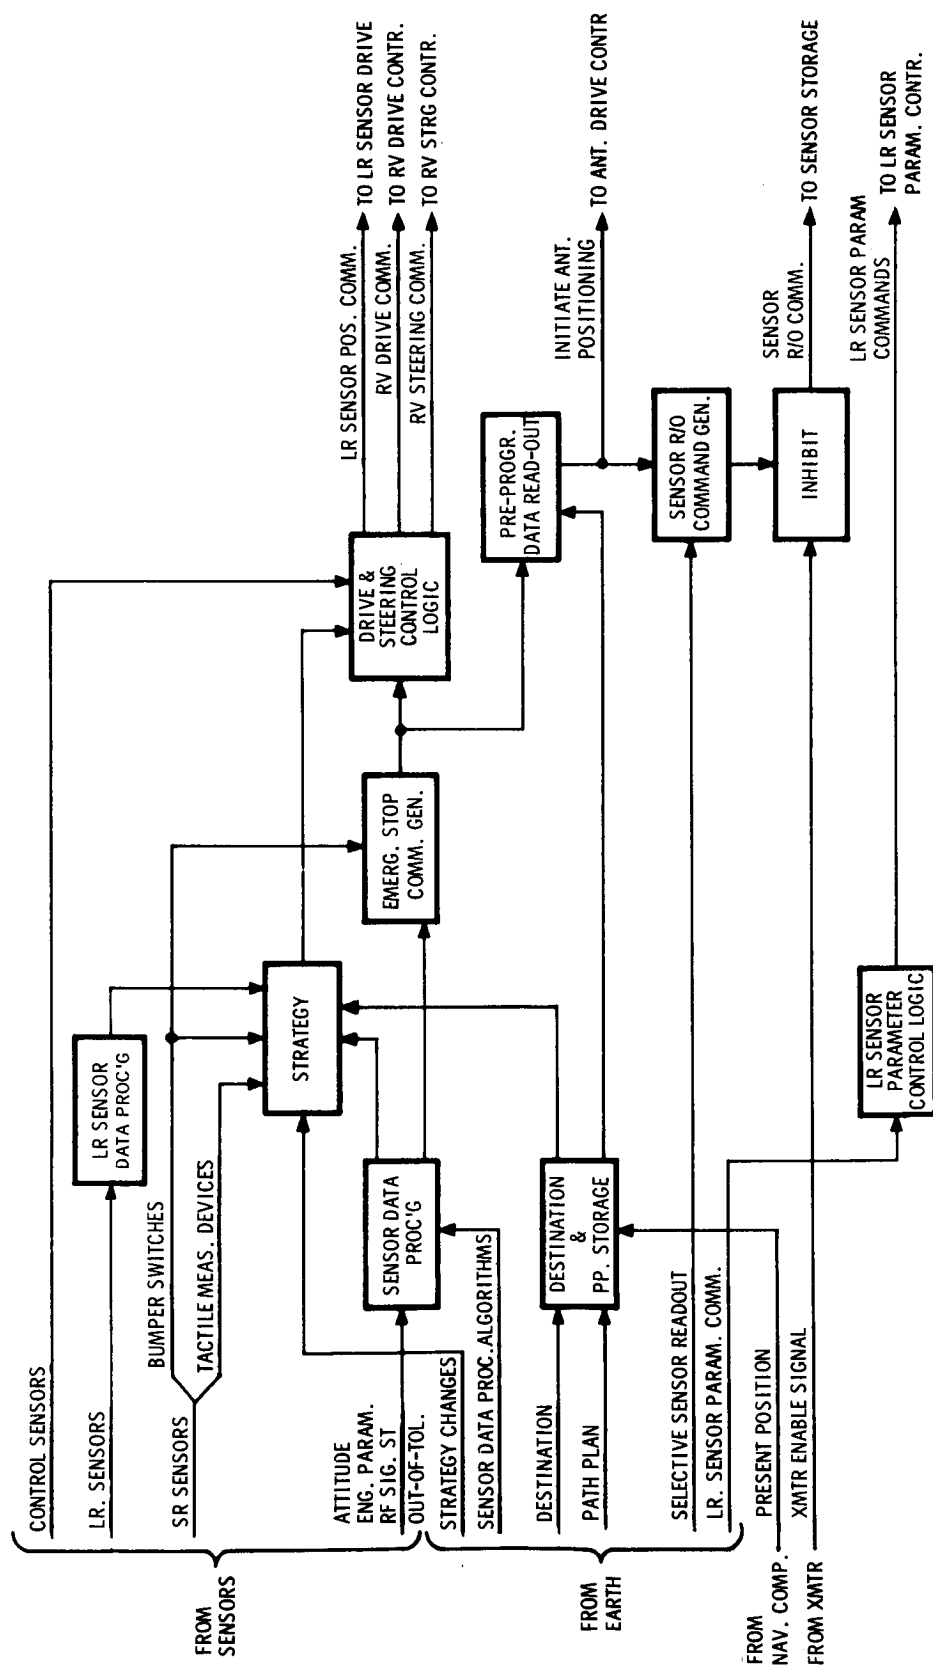 FROM
SENSORS
CONTROL SENSORS
LR. SENSORS
SR SENSORS
BUMPER SWITCHES
TACTILE MEAS. DEVICES
ATTITUDE
ENG. PARAM.
RF SIG. ST
OUT-OF-TOL.
FROM
EARTH
STRATEGY CHANGES
SENSOR DATA PROC. ALGORITHMS
DESTINATION
PATH PLAN
SELECTIVE SENSOR READOUT
LR. SENSOR PARAM. COMM.
FROM
NAV. COMP.
PRESENT POSITION
FROM XMTR
XMTR ENABLE SIGNAL
LR SENSOR
DATA PROC'G
SENSOR DATA
PROC'G
DESTINATION
&
PP. STORAGE
STRATEGY
LR SENSOR
PARAMETER
CONTROL LOGIC
EMERG. STOP
COMM. GEN.
DRIVE &
STEERING
CONTROL
LOGIC
PRE-PROGR.
DATA READ-OUT
SENSOR R/O
COMMAND GEN.
INHIBIT
LR SENSOR POS. COMM.
RV DRIVE COMM.
RV STEERING COMM.
INITIATE ANT.
POSITIONING
SENSOR
R/O COMM.
LR SENSOR PARAM
COMMANDS
TO LR SENSOR DRIVE
TO RV DRIVE CONTR.
TO RV STRG CONTR.
TO ANT. DRIVE CONTR
TO SENSOR STORAGE
TO LR SENSOR
PARAM. CONTR.